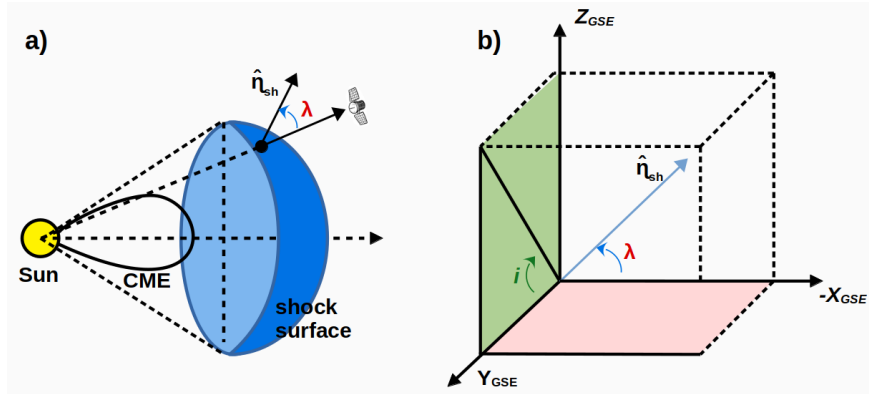 a)
η̂sh
λ
Sun
CME
shock
surface
b)
ZGSE
η̂sh
λ
i
-XGSE
YGSE